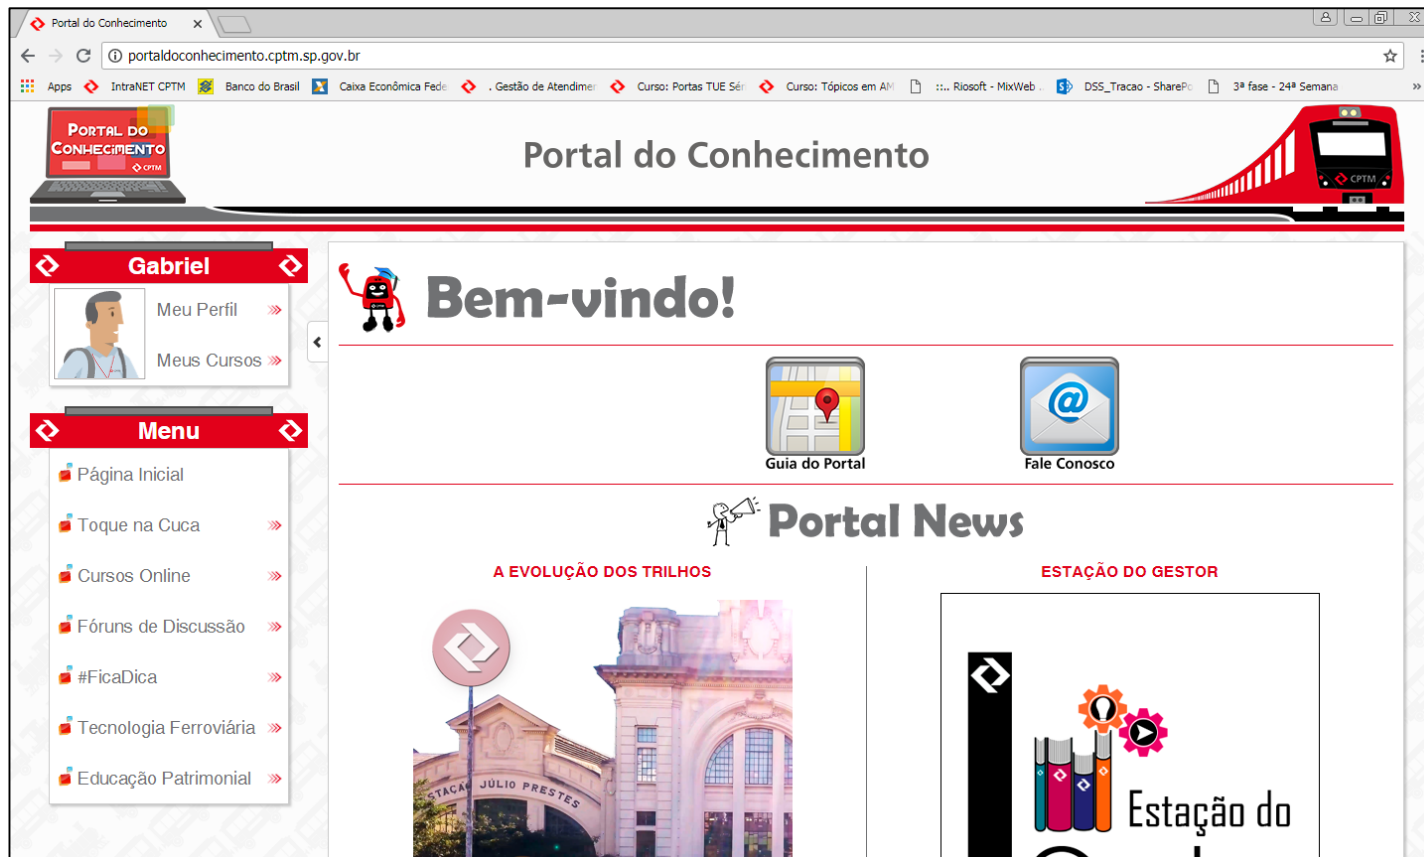 Portal do Conhecimento
portaldoconhecimento.cptm.sp.gov.br
Apps IntraNET CPTM Banco do Brasil Caixa Econômica Fede . Gestão de Atendimen Curso: Portas TUE Sér Curso: Tópicos em AM ::.. Riosoft - MixWeb .. DSS_Tracao - SharePo 3ª fase - 24ª Semana »
PORTAL DO
CONHECIMENTO
CPTM
Portal do Conhecimento
CPTM
Gabriel
Meu Perfil
Meus Cursos
Menu
Página Inicial
Toque na Cuca
Cursos Online
Fóruns de Discussão
#FicaDica
Tecnologia Ferroviária
Educação Patrimonial
Bem-vindo!
Guia do Portal
Fale Conosco
Portal News
A EVOLUÇÃO DOS TRILHOS
ESTAÇÃO JÚLIO PRESTES
ESTAÇÃO DO GESTOR
Estação do